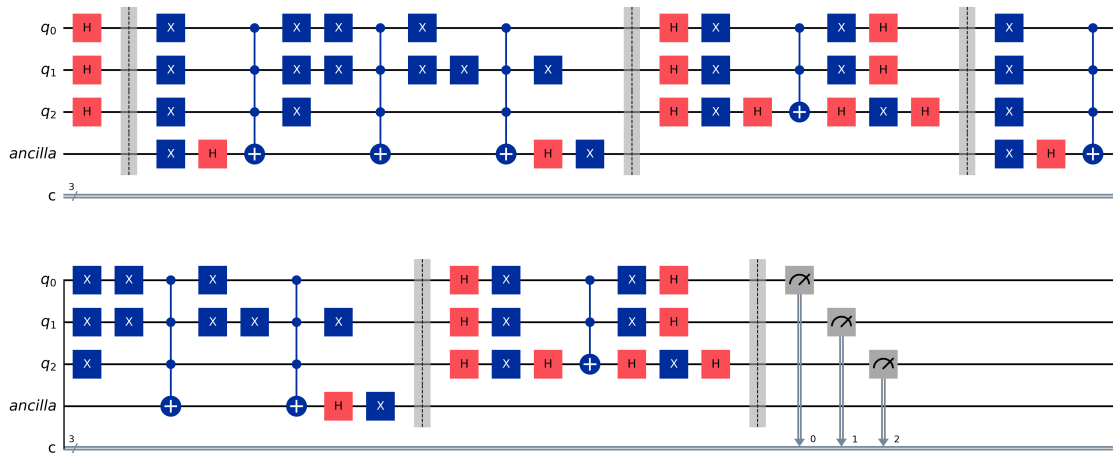 q0 H X X X X H X X H X
q1 H X X X X X H X X H X
q2 H X X H X H H X H X
ancilla X H H X X H
c 3
q0 X X X H X X H
q1 X X X X X H X X H
q2 X H X H H X H
ancilla H X
c 3 0 1 2